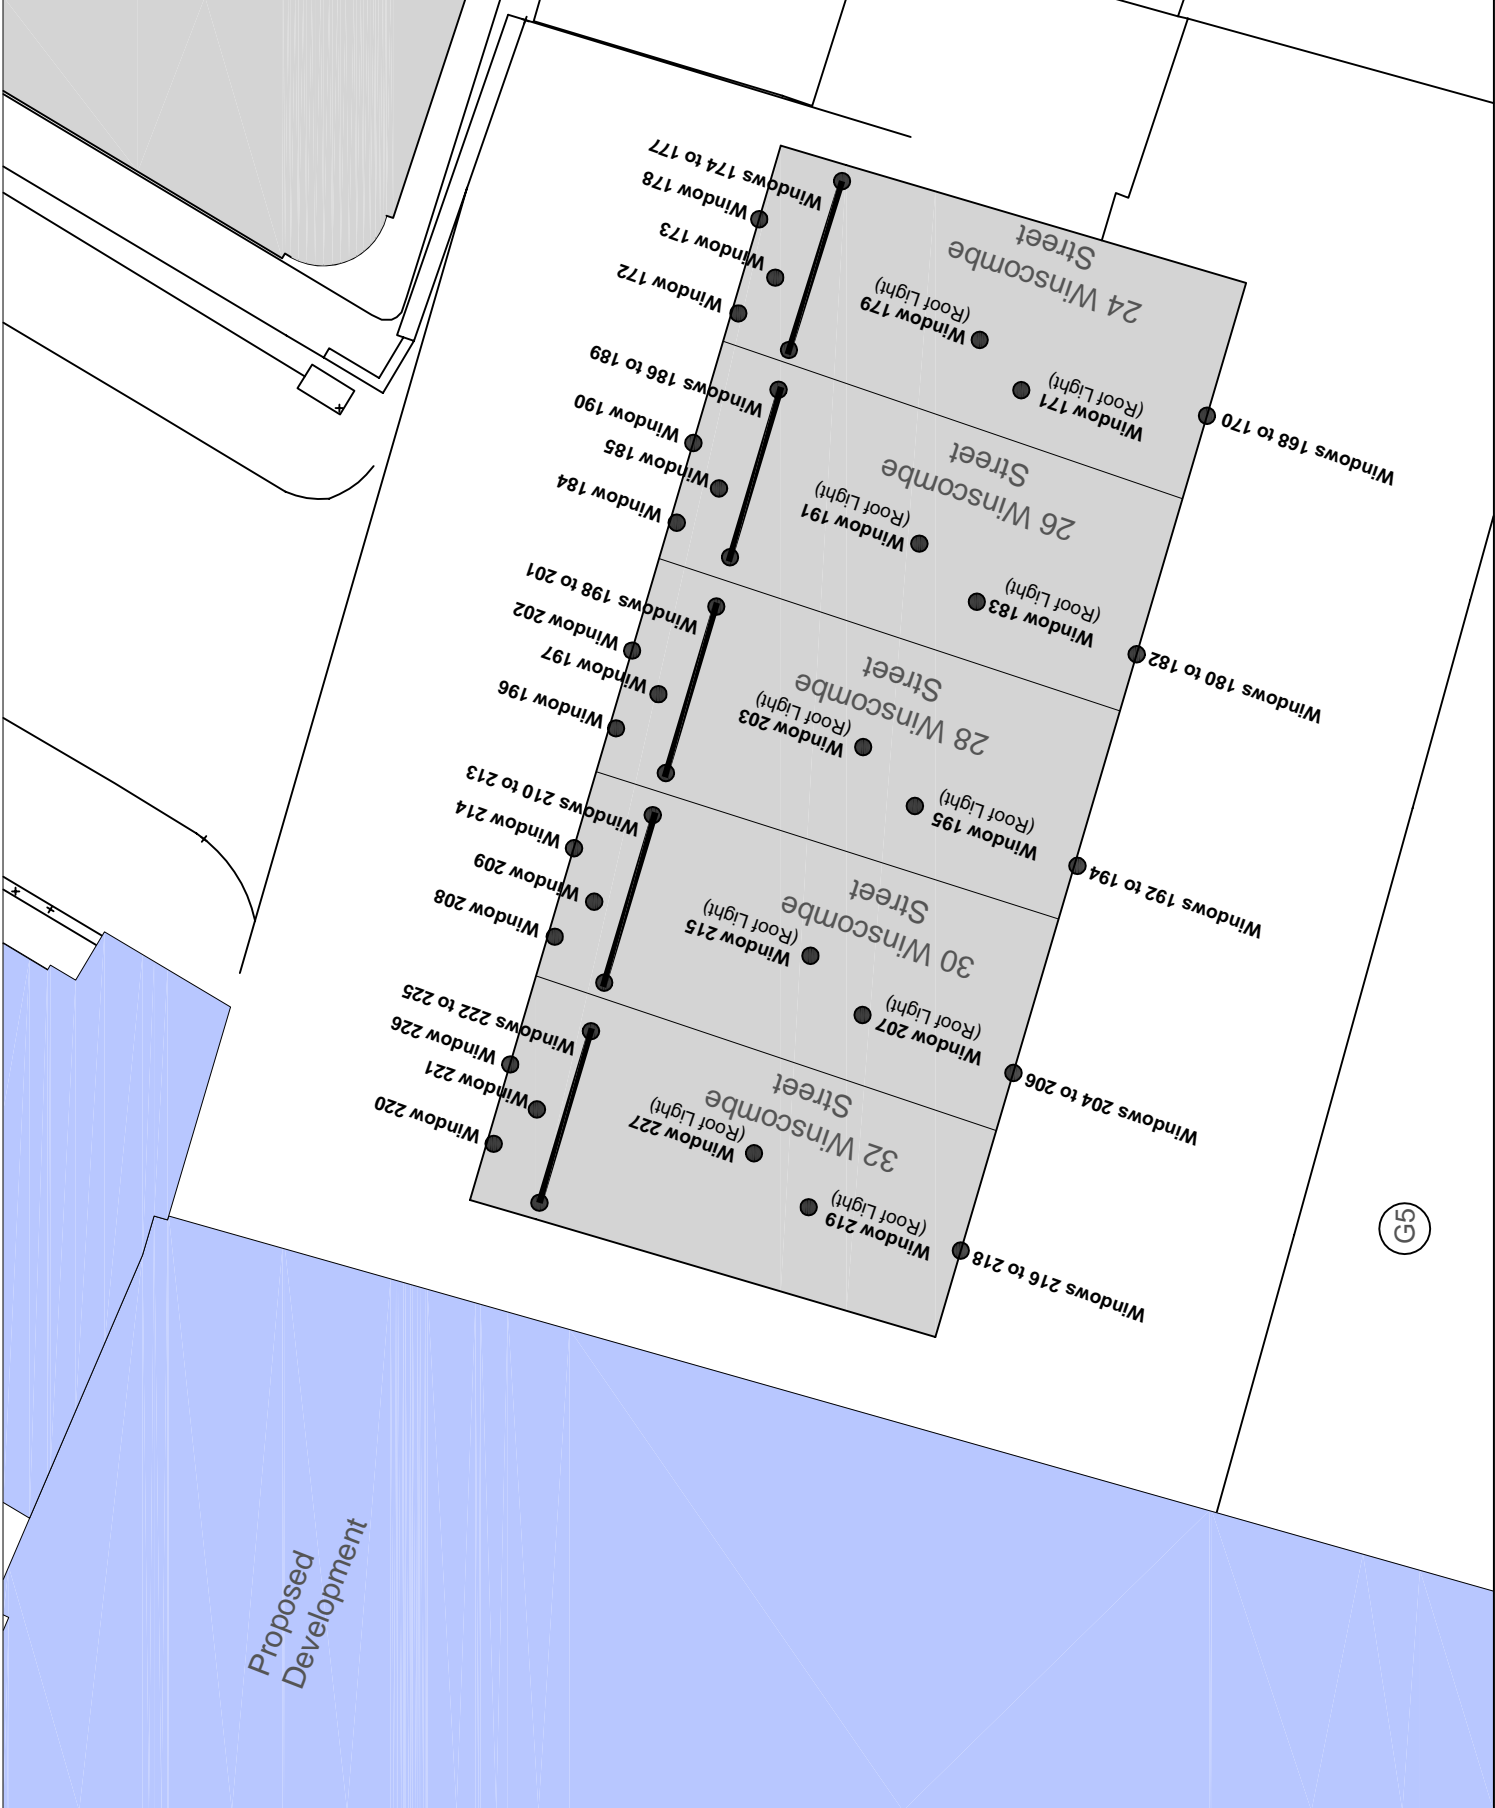 Windows 174 to 177
Window 178
Window 173
Window 172
24 Winscombe
Street
Window 179
(Roof Light)
Window 171
(Roof Light)
Windows 168 to 170
Windows 186 to 189
Window 190
Window 185
Window 184
26 Winscombe
Street
Window 191
(Roof Light)
Window 183
(Roof Light)
Windows 180 to 182
Windows 198 to 201
Window 202
Window 197
Window 196
28 Winscombe
Street
Window 203
(Roof Light)
Window 195
(Roof Light)
Windows 192 to 194
Windows 210 to 213
Window 214
Window 209
Window 208
30 Winscombe
Street
Window 215
(Roof Light)
Window 207
(Roof Light)
Windows 204 to 206
Windows 222 to 225
Window 226
Window 221
Window 220
32 Winscombe
Street
Window 227
(Roof Light)
Window 219
(Roof Light)
Windows 216 to 218
G5
Proposed
Development